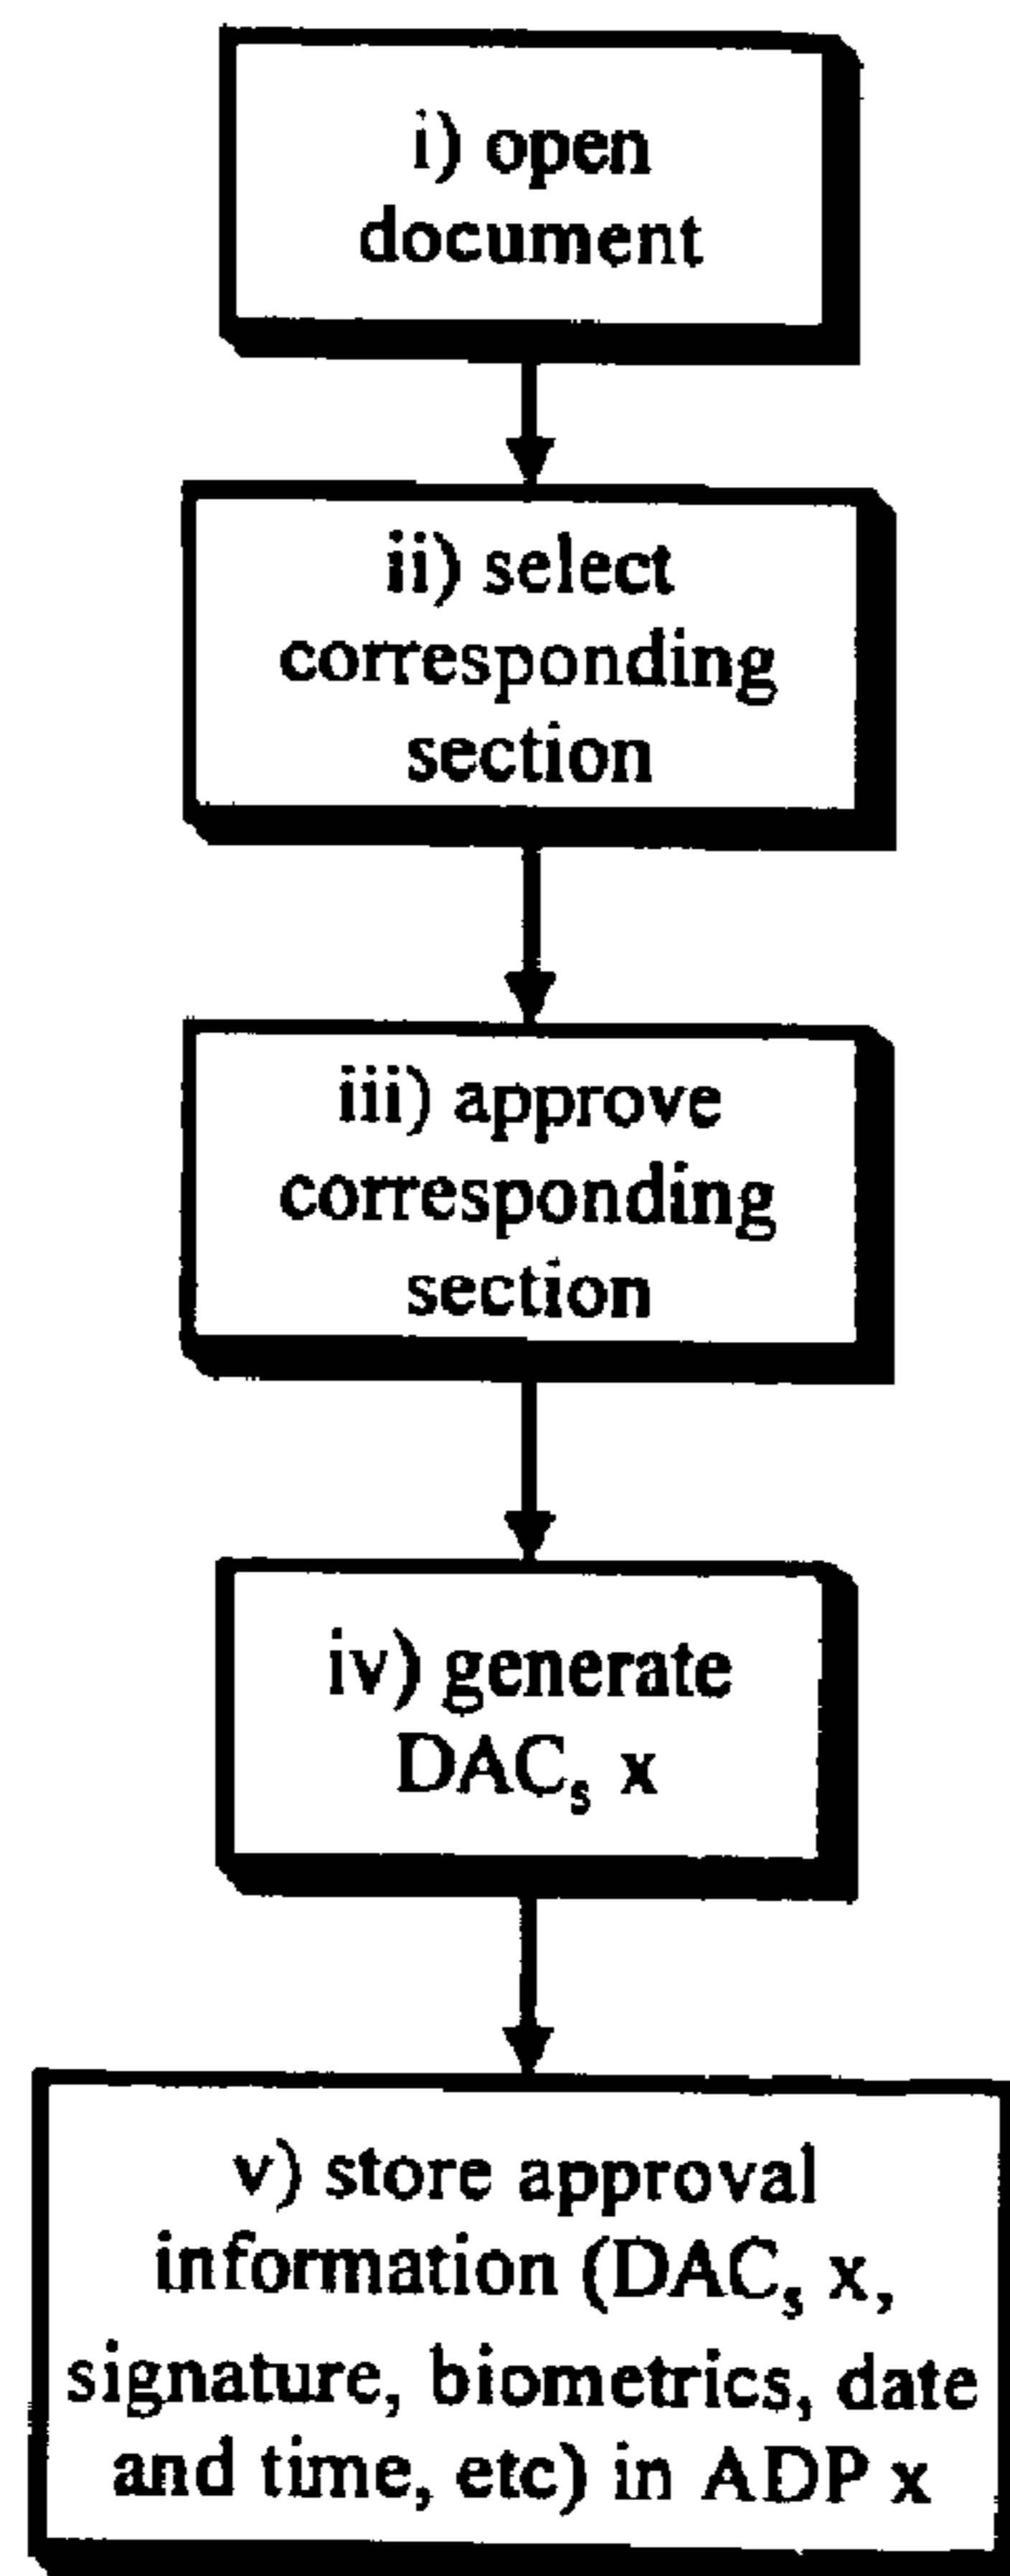 i) open
document
ii) select
corresponding
section
iii) approve
corresponding
section
iv) generate
DACₛ x
v) store approval
information (DACₛ x,
signature, biometrics, date
and time, etc) in ADP x